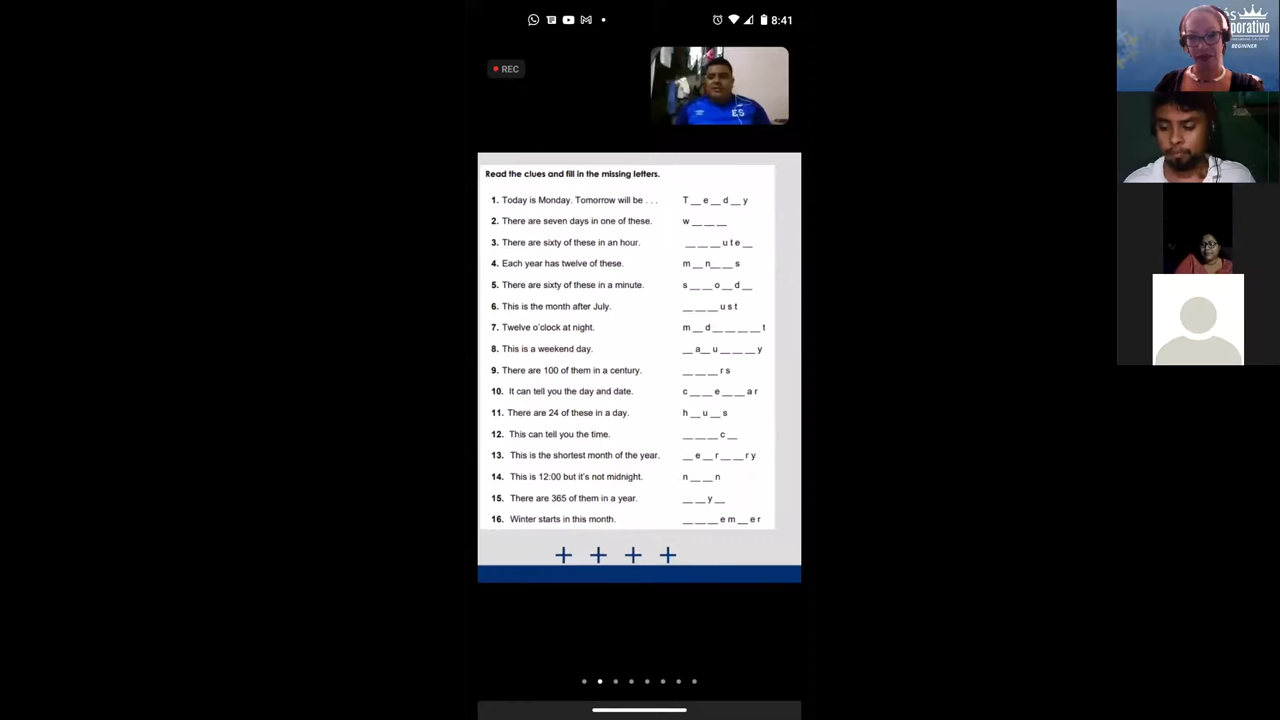 8:41
REC
ES
és
porativo
BEGINNER
Read the clues and fill in the missing letters.
1. Today is Monday. Tomorrow will be . . . T __ e __ d __ y
2. There are seven days in one of these. w __ __ __
3. There are sixty of these in an hour. __ __ __ u t e __
4. Each year has twelve of these. m __ n__ __ s
5. There are sixty of these in a minute. s __ __ o __ d __
6. This is the month after July. __ __ __ u s t
7. Twelve o'clock at night. m __ d __ __ __ __ t
8. This is a weekend day. __ a__ u __ __ __ y
9. There are 100 of them in a century. __ __ __ r s
10. It can tell you the day and date. c __ __ e __ __ a r
11. There are 24 of these in a day. h __ u __ s
12. This can tell you the time. __ __ __ c __
13. This is the shortest month of the year. __ e __ r __ __ r y
14. This is 12:00 but it's not midnight. n __ __ n
15. There are 365 of them in a year. __ __ y __
16. Winter starts in this month. __ __ __ e m __ e r